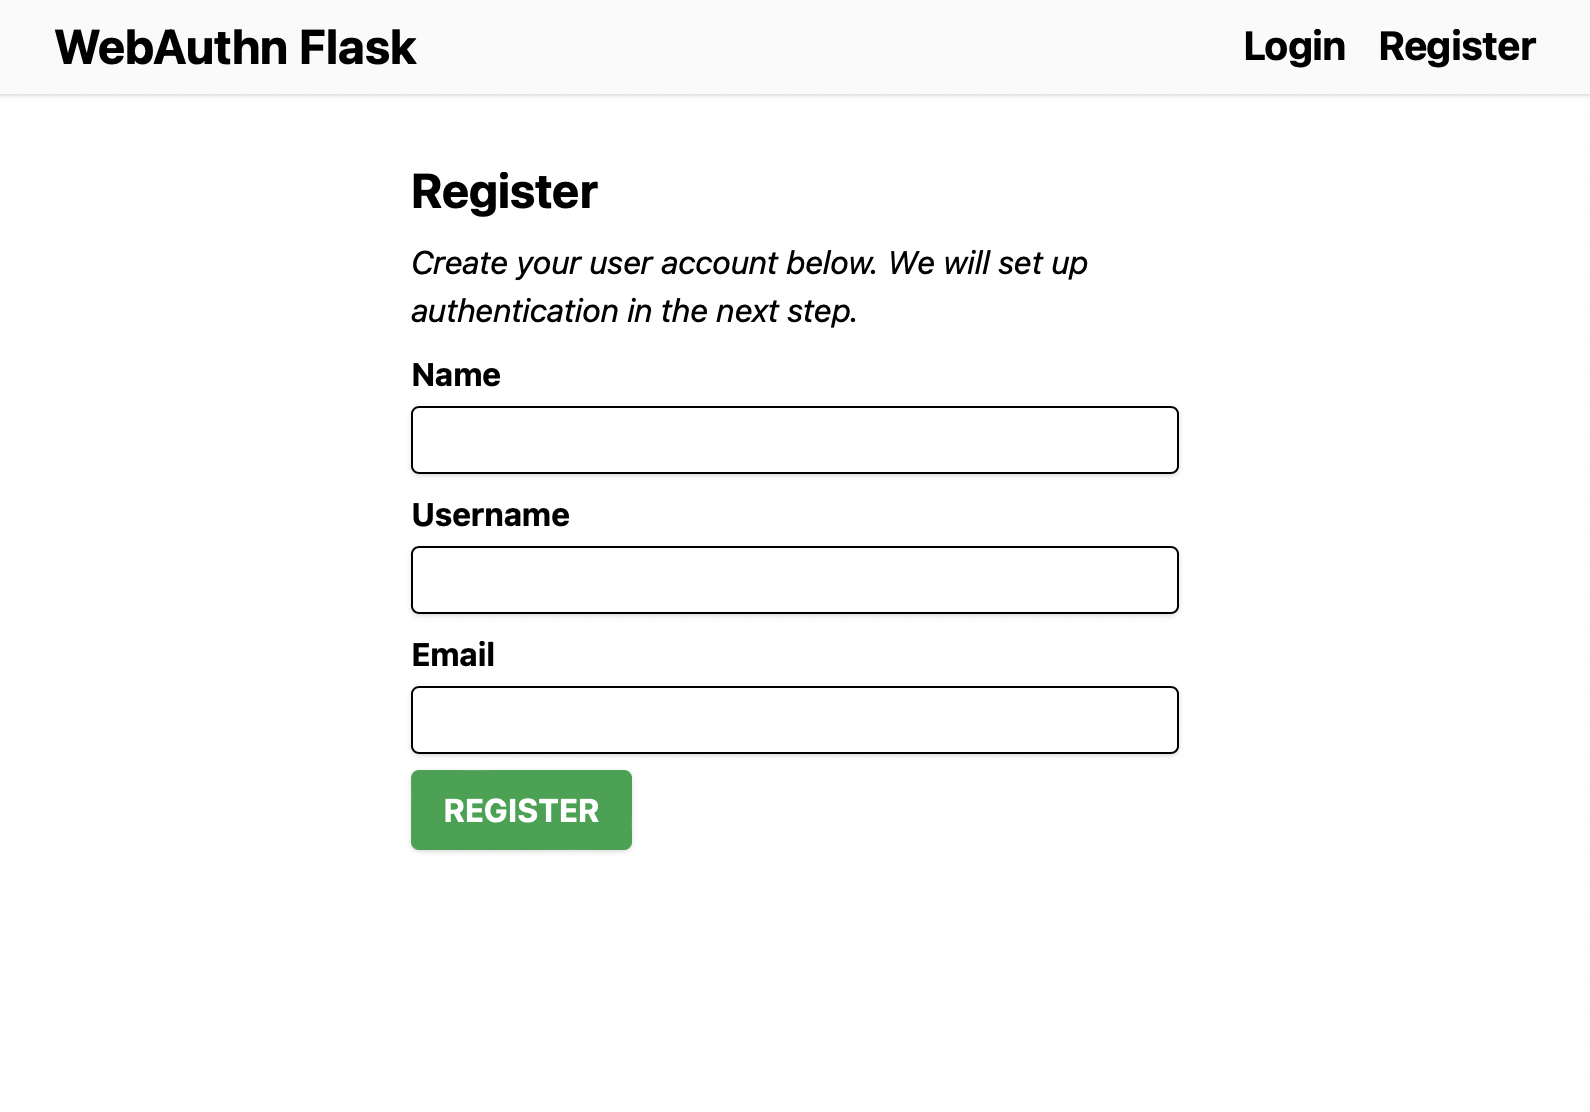 WebAuthn Flask
Login Register
Register
Create your user account below. We will set up
authentication in the next step.
Name
Username
Email
REGISTER